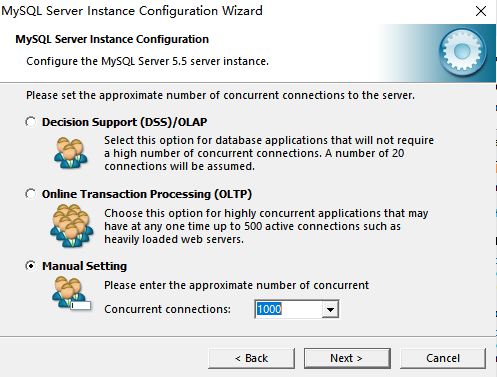 MySQL Server Instance Configuration Wizard
MySQL Server Instance Configuration
Configure the MySQL Server 5.5 server instance.
Please set the approximate number of concurrent connections to the server.
Decision Support (DSS)/OLAP
Select this option for database applications that will not require
a high number of concurrent connections. A number of 20
connections will be assumed.
Online Transaction Processing (OLTP)
Choose this option for highly concurrent applications that may
have at any one time up to 500 active connections such as
heavily loaded web servers.
Manual Setting
Please enter the approximate number of concurrent
Concurrent connections: 1000
< Back Next > Cancel